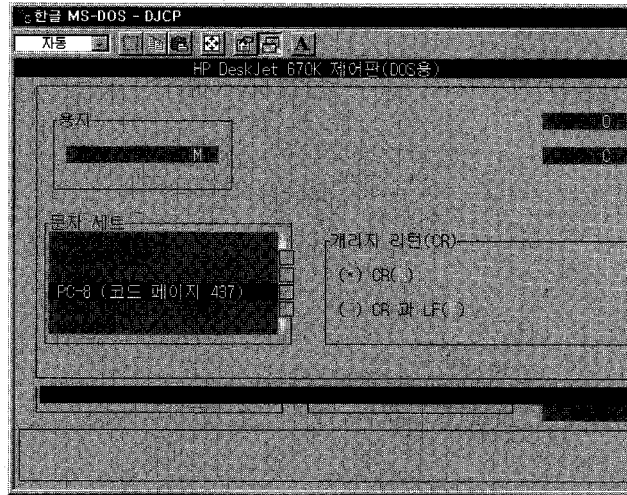 한글 MS-DOS - DJCP
자동
A
HP DeskJet 670K 제어판(DOS용)
용지
M
O
C
문자 세트
PC-8 (코드 페이지 437)
캐리지 리턴(CR)
(•) CR( )
( ) CR 과 LF( )